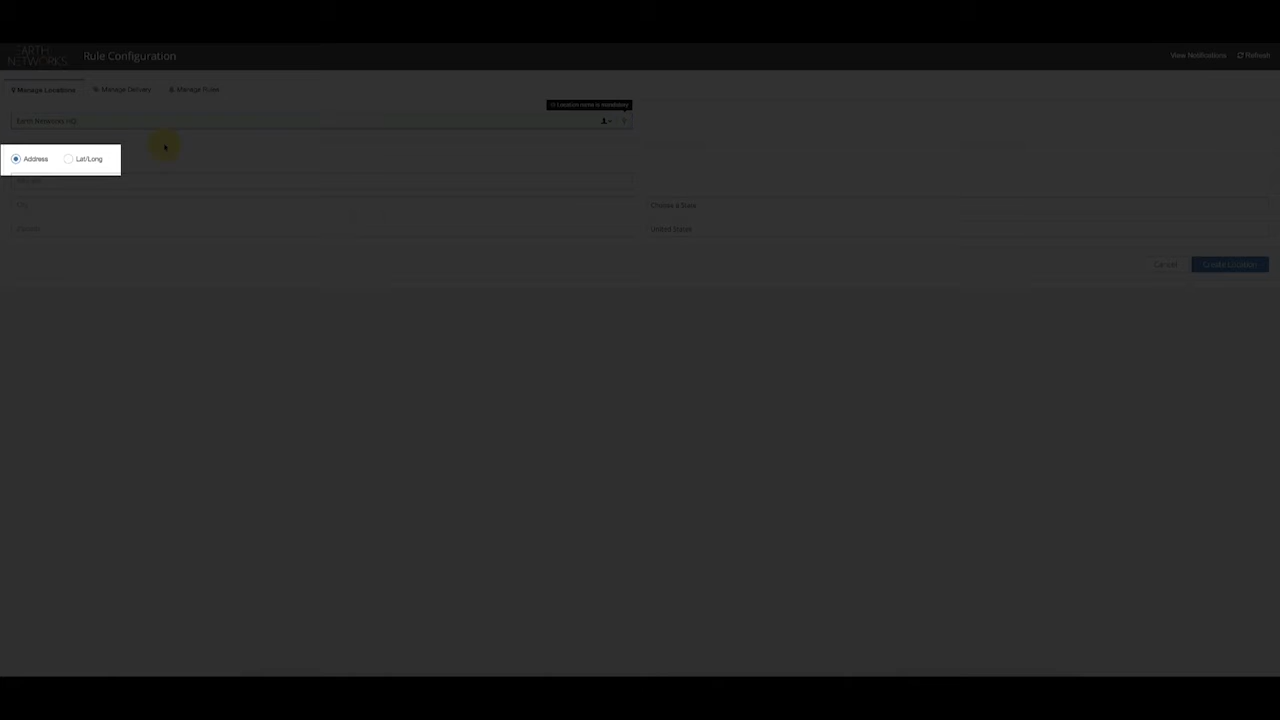 EARTH
NETWORKS
Rule Configuration
View Notifications
Refresh
Manage Locations
Manage Delivery
Manage Rules
Location name is mandatory
Earth Networks HQ
Address
Lat/Long
City
Choose a State
Zipcode
United States
Cancel
Create Location